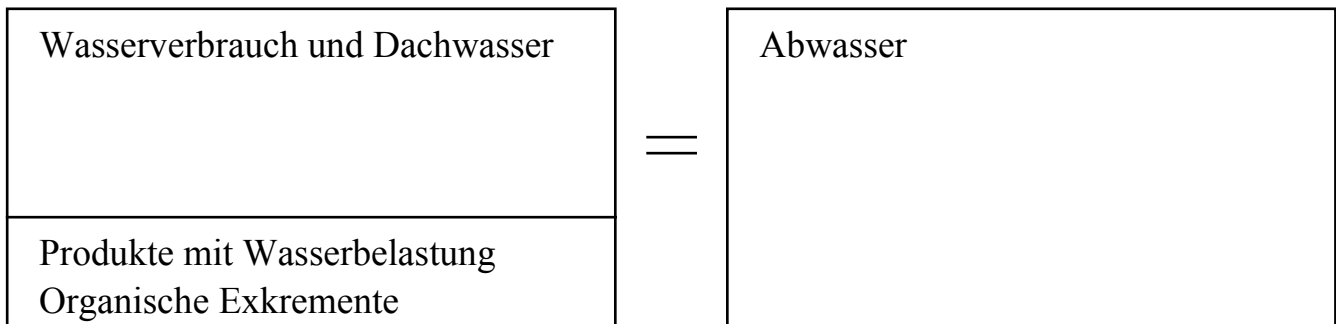 Wasserverbrauch und Dachwasser
=
Abwasser
Produkte mit Wasserbelastung
Organische Exkremente